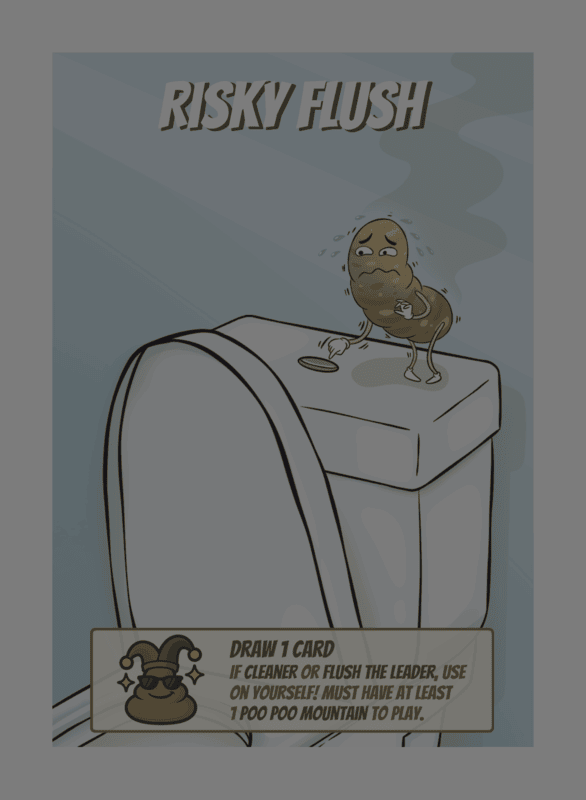 RISKY FLUSH
DRAW 1 CARD
IF CLEANER OR FLUSH THE LEADER, USE
ON YOURSELF! MUST HAVE AT LEAST
1 POO POO MOUNTAIN TO PLAY.